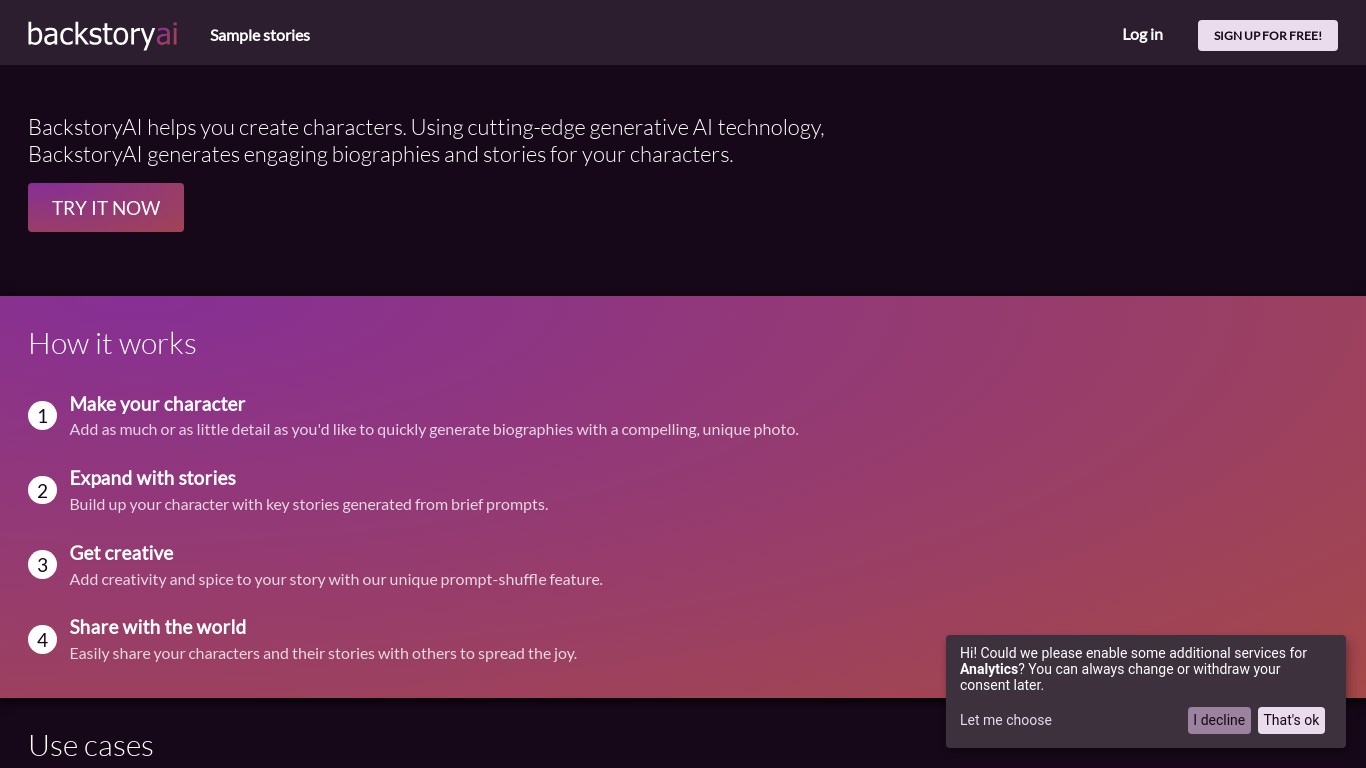 backstoryai
Sample stories
Log in
SIGN UP FOR FREE!
BackstoryAI helps you create characters. Using cutting-edge generative AI technology,
BackstoryAI generates engaging biographies and stories for your characters.
TRY IT NOW
How it works
1
Make your character
Add as much or as little detail as you'd like to quickly generate biographies with a compelling, unique photo.
2
Expand with stories
Build up your character with key stories generated from brief prompts.
3
Get creative
Add creativity and spice to your story with our unique prompt-shuffle feature.
4
Share with the world
Easily share your characters and their stories with others to spread the joy.
Hi! Could we please enable some additional services for
Analytics? You can always change or withdraw your
consent later.
Let me choose
I decline
That's ok
Use cases